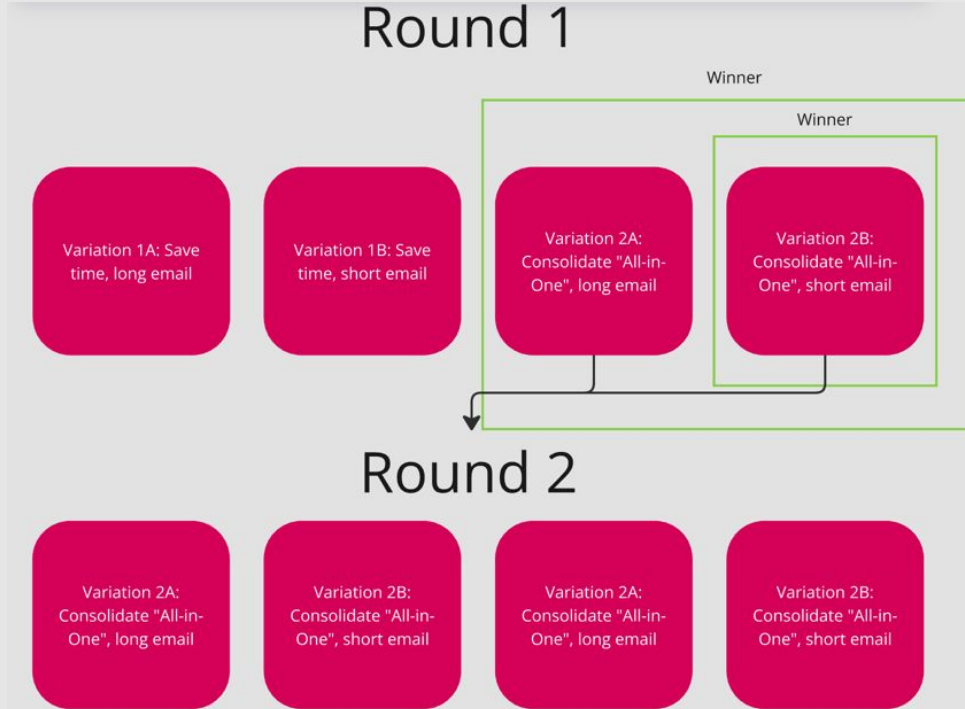 Round 1
Winner
Winner
Variation 1A: Save
time, long email
Variation 1B: Save
time, short email
Variation 2A:
Consolidate "All-in-
One", long email
Variation 2B:
Consolidate "All-in-
One", short email
Round 2
Variation 2A:
Consolidate "All-in-
One", long email
Variation 2B:
Consolidate "All-in-
One", short email
Variation 2A:
Consolidate "All-in-
One", long email
Variation 2B:
Consolidate "All-in-
One", short email